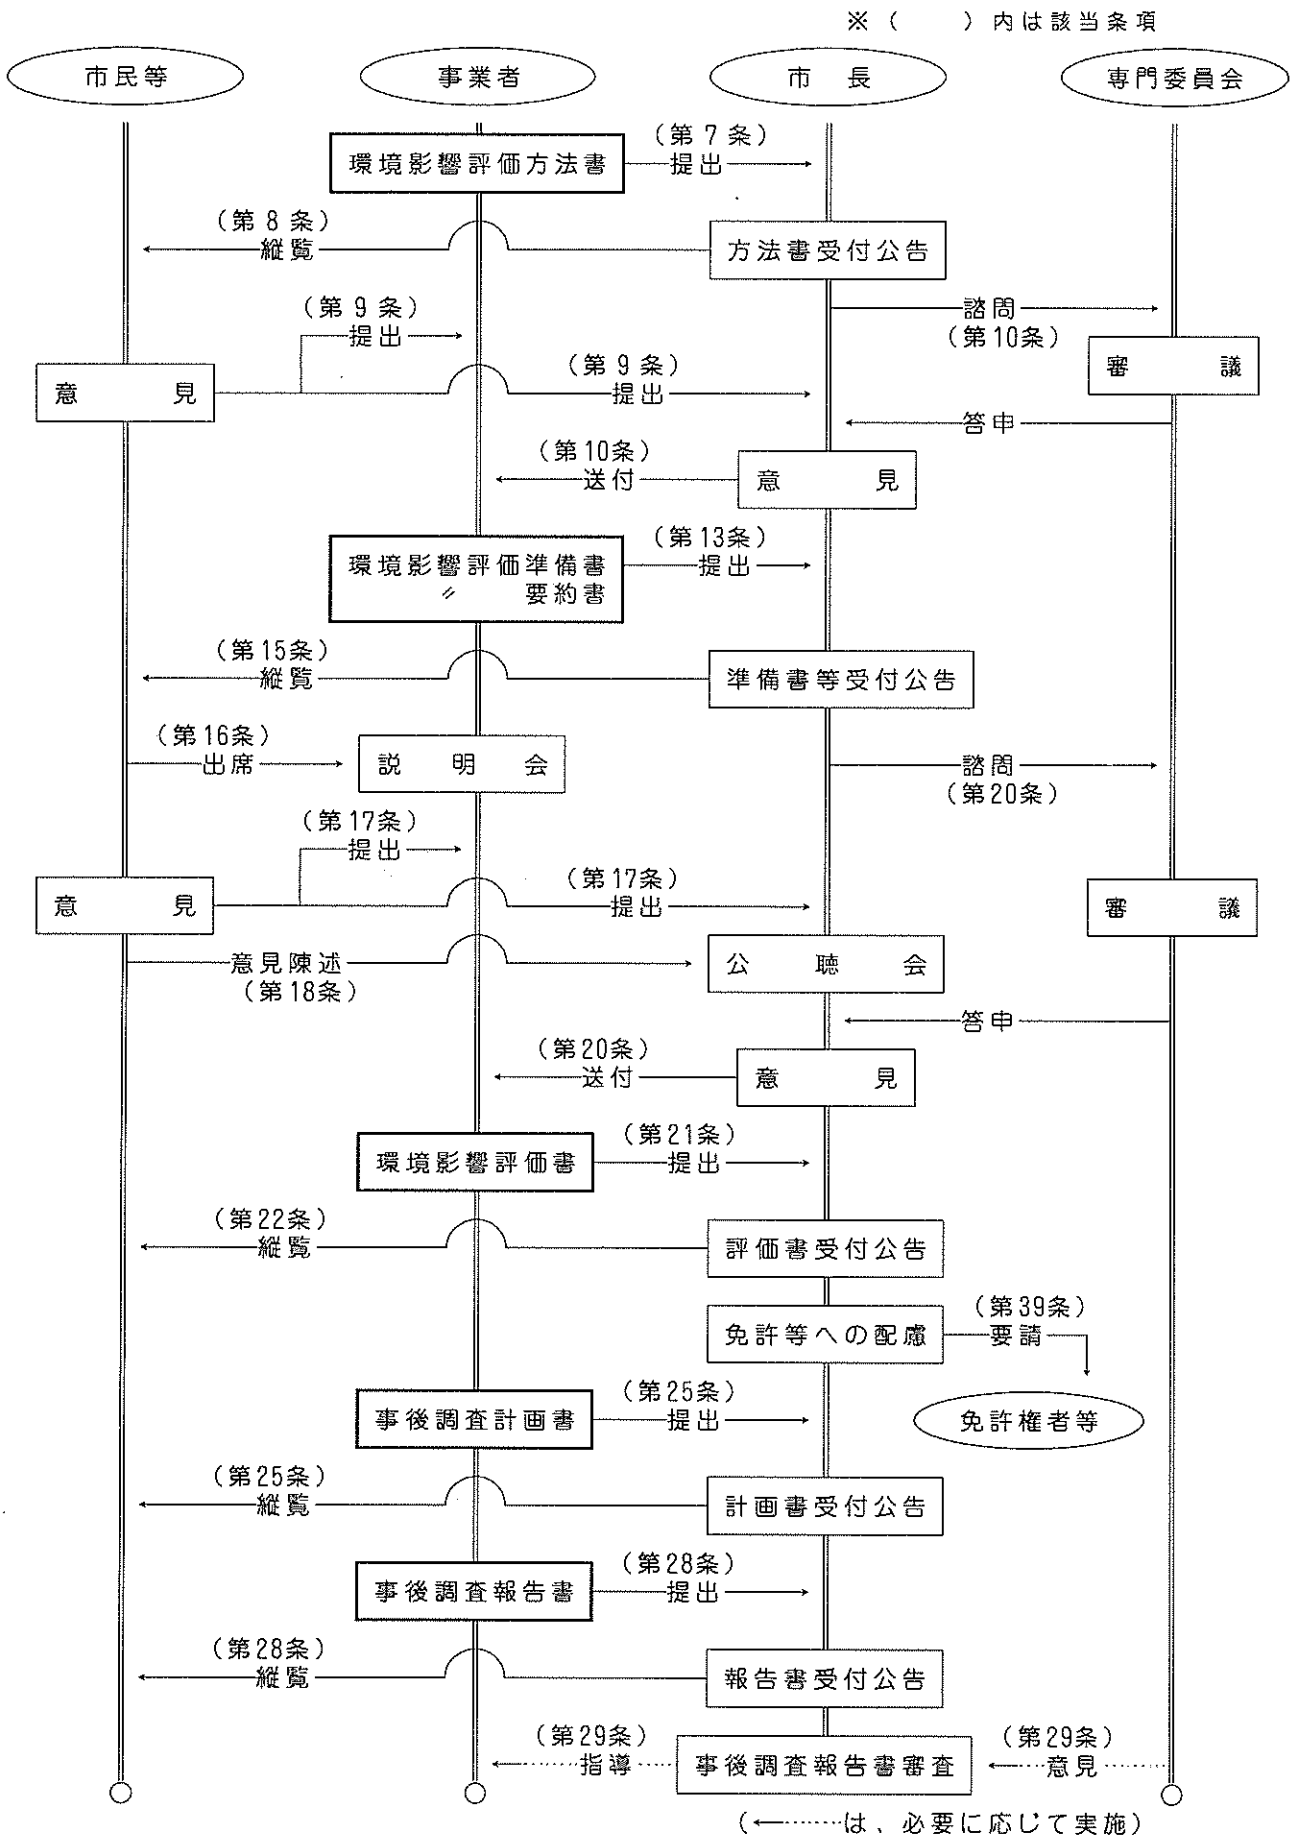 ※（　　）内は該当条項
市民等
事業者
市　長
専門委員会
（第７条）
環境影響評価方法書
提出
（第８条）
縦覧
方法書受付公告
（第９条）
提出
諮問
（第10条）
意　見
（第９条）
提出
審　議
答申
（第10条）
送付
意　見
（第13条）
環境影響評価準備書
提出
〃　要約書
（第15条）
縦覧
準備書等受付公告
（第16条）
出席
説　明　会
諮問
（第20条）
（第17条）
提出
意　見
（第17条）
提出
審　議
意見陳述
（第18条）
公　聴　会
答申
（第20条）
送付
意　見
（第21条）
環境影響評価書
提出
（第22条）
縦覧
評価書受付公告
免許等への配慮
（第39条）
要請
（第25条）
事後調査計画書
提出
免許権者等
（第25条）
縦覧
計画書受付公告
（第28条）
事後調査報告書
提出
（第28条）
縦覧
報告書受付公告
（第29条）
指導
事後調査報告書審査
（第29条）
意見
（←……は、必要に応じて実施）